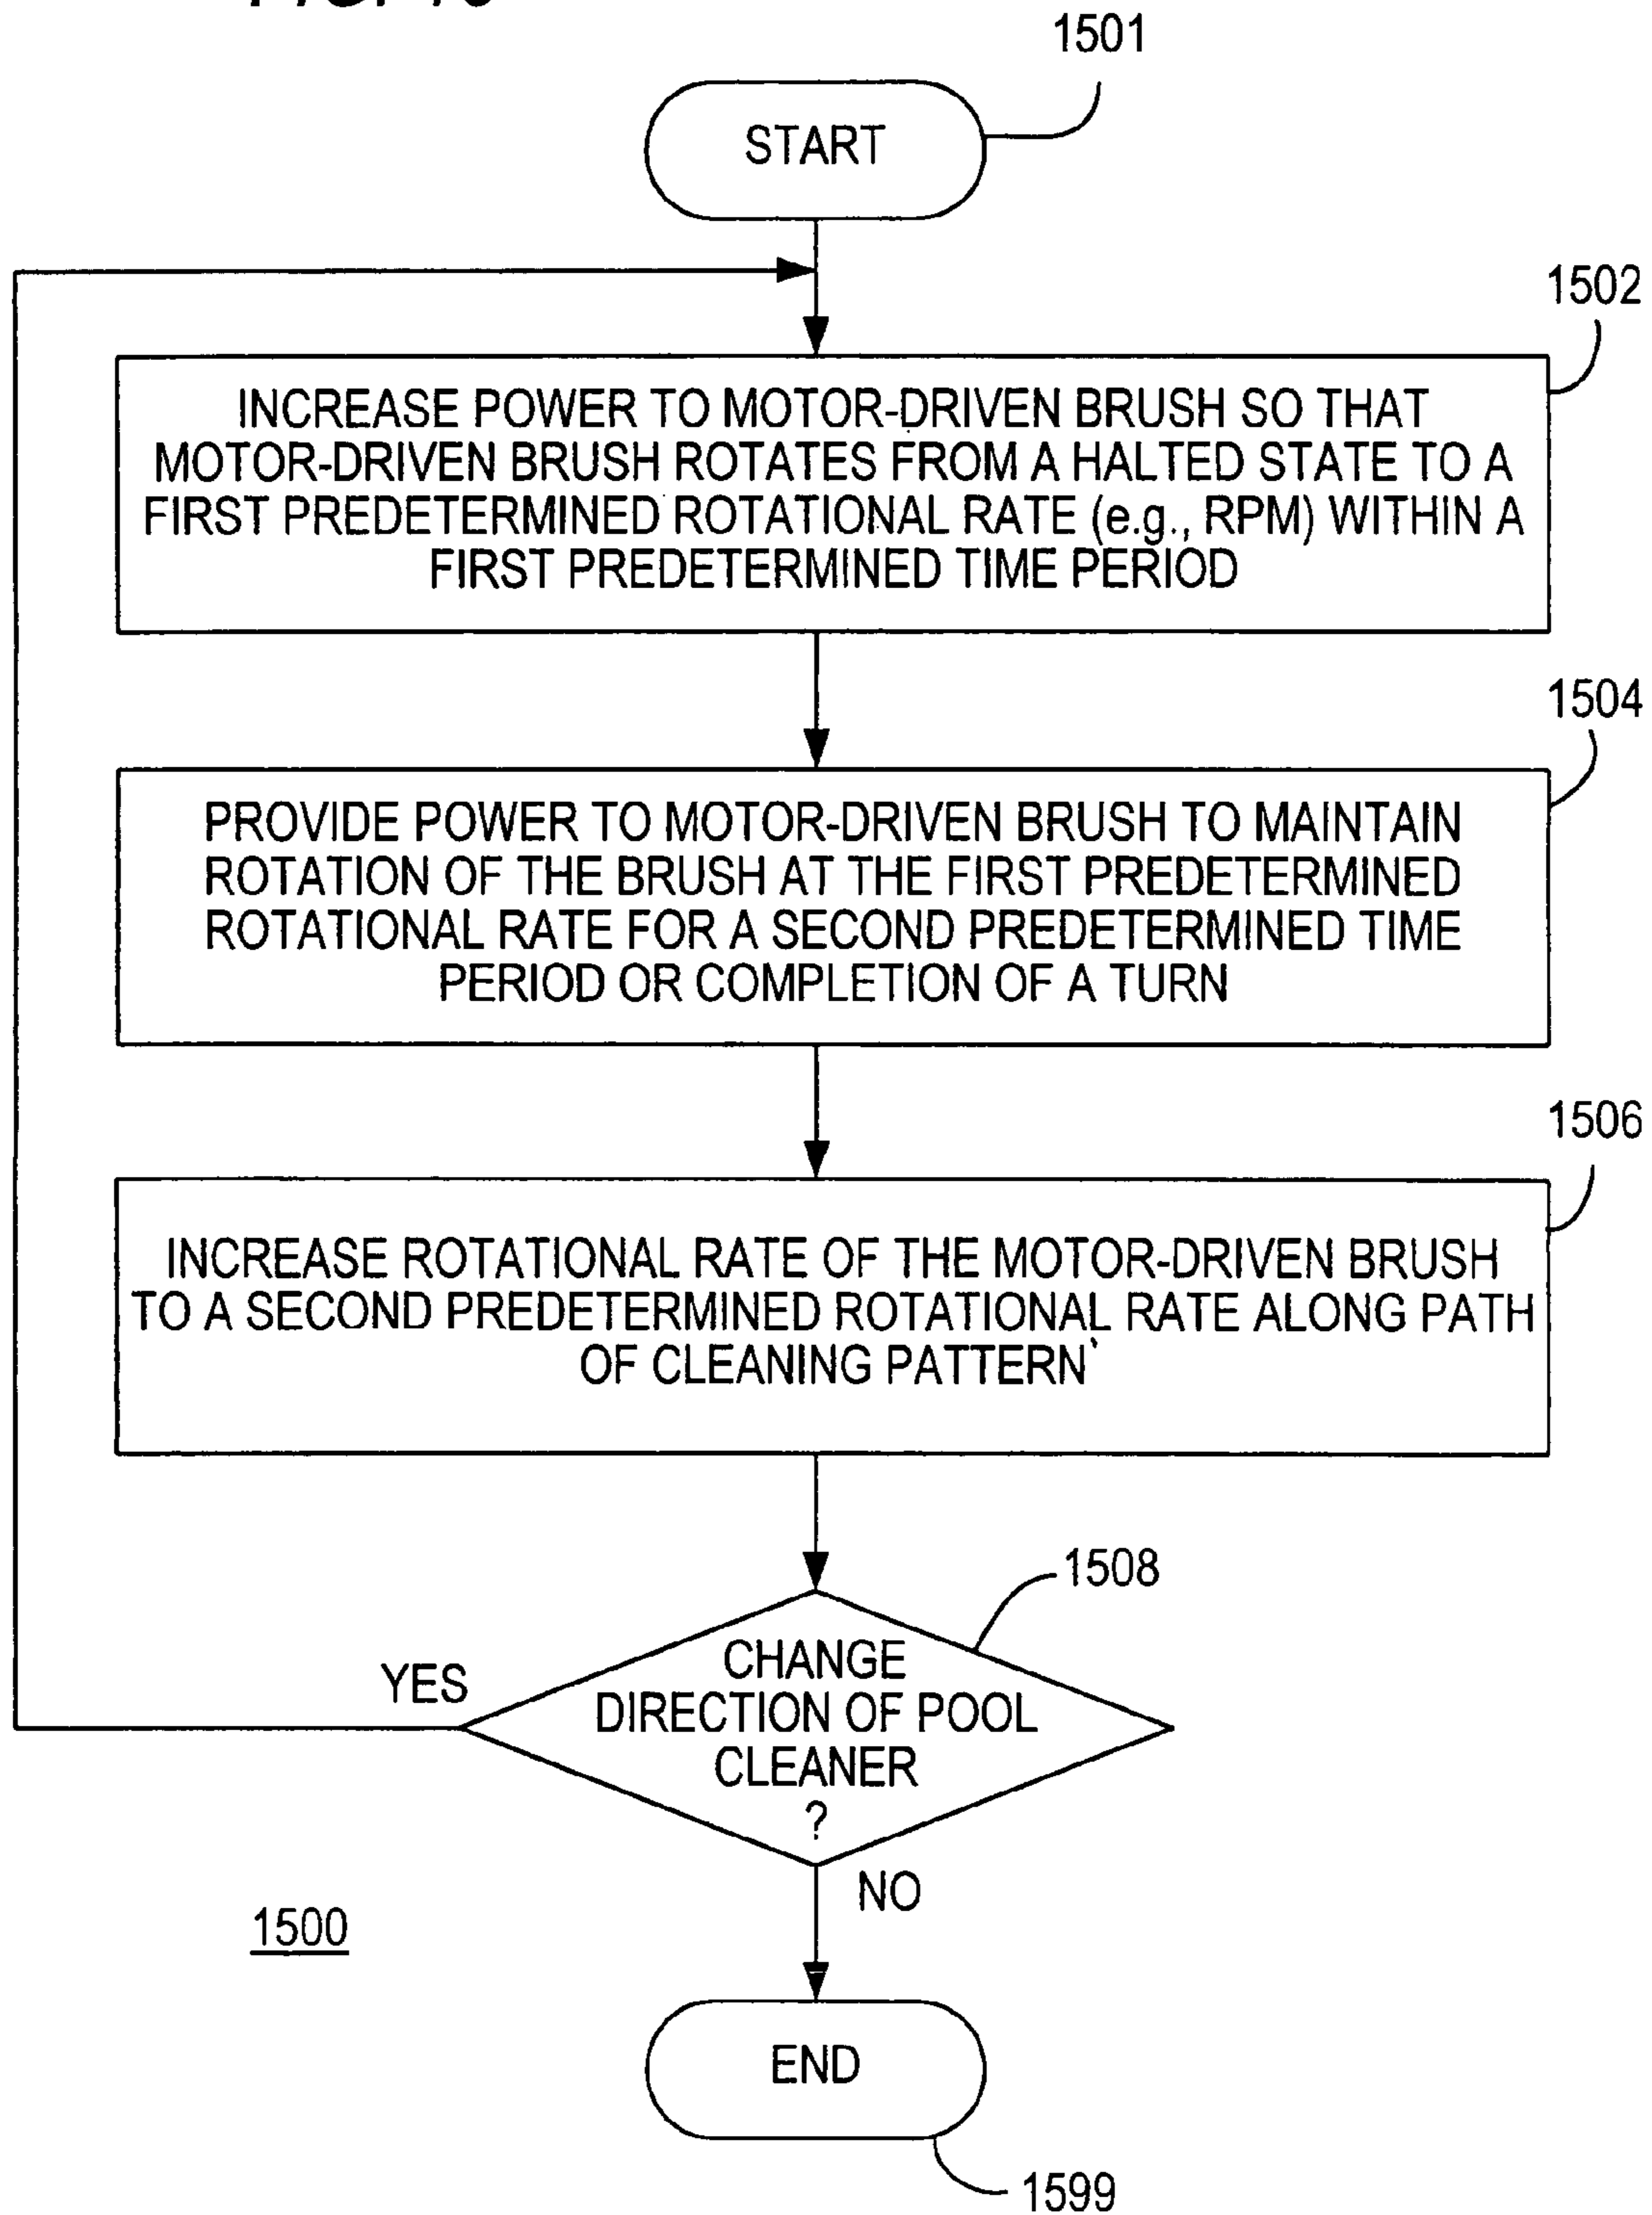 1501
START
1502
INCREASE POWER TO MOTOR-DRIVEN BRUSH SO THAT
MOTOR-DRIVEN BRUSH ROTATES FROM A HALTED STATE TO A
FIRST PREDETERMINED ROTATIONAL RATE (e.g., RPM) WITHIN A
FIRST PREDETERMINED TIME PERIOD
1504
PROVIDE POWER TO MOTOR-DRIVEN BRUSH TO MAINTAIN
ROTATION OF THE BRUSH AT THE FIRST PREDETERMINED
ROTATIONAL RATE FOR A SECOND PREDETERMINED TIME
PERIOD OR COMPLETION OF A TURN
1506
INCREASE ROTATIONAL RATE OF THE MOTOR-DRIVEN BRUSH
TO A SECOND PREDETERMINED ROTATIONAL RATE ALONG PATH
OF CLEANING PATTERN
1508
YES
CHANGE
DIRECTION OF POOL
CLEANER
?
NO
1500
END
1599